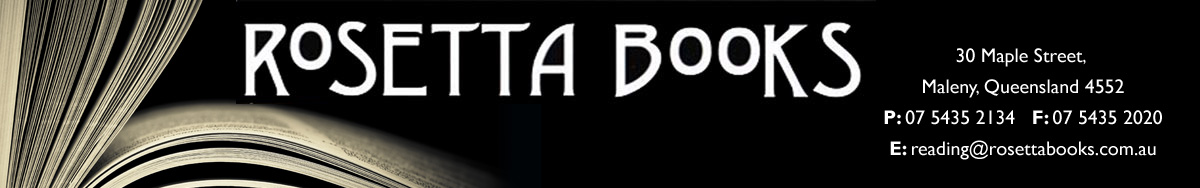 ROSETTA BOOKS
30 Maple Street,
Maleny, Queensland 4552
P: 07 5435 2134 F: 07 5435 2020
E: reading@rosettabooks.com.au